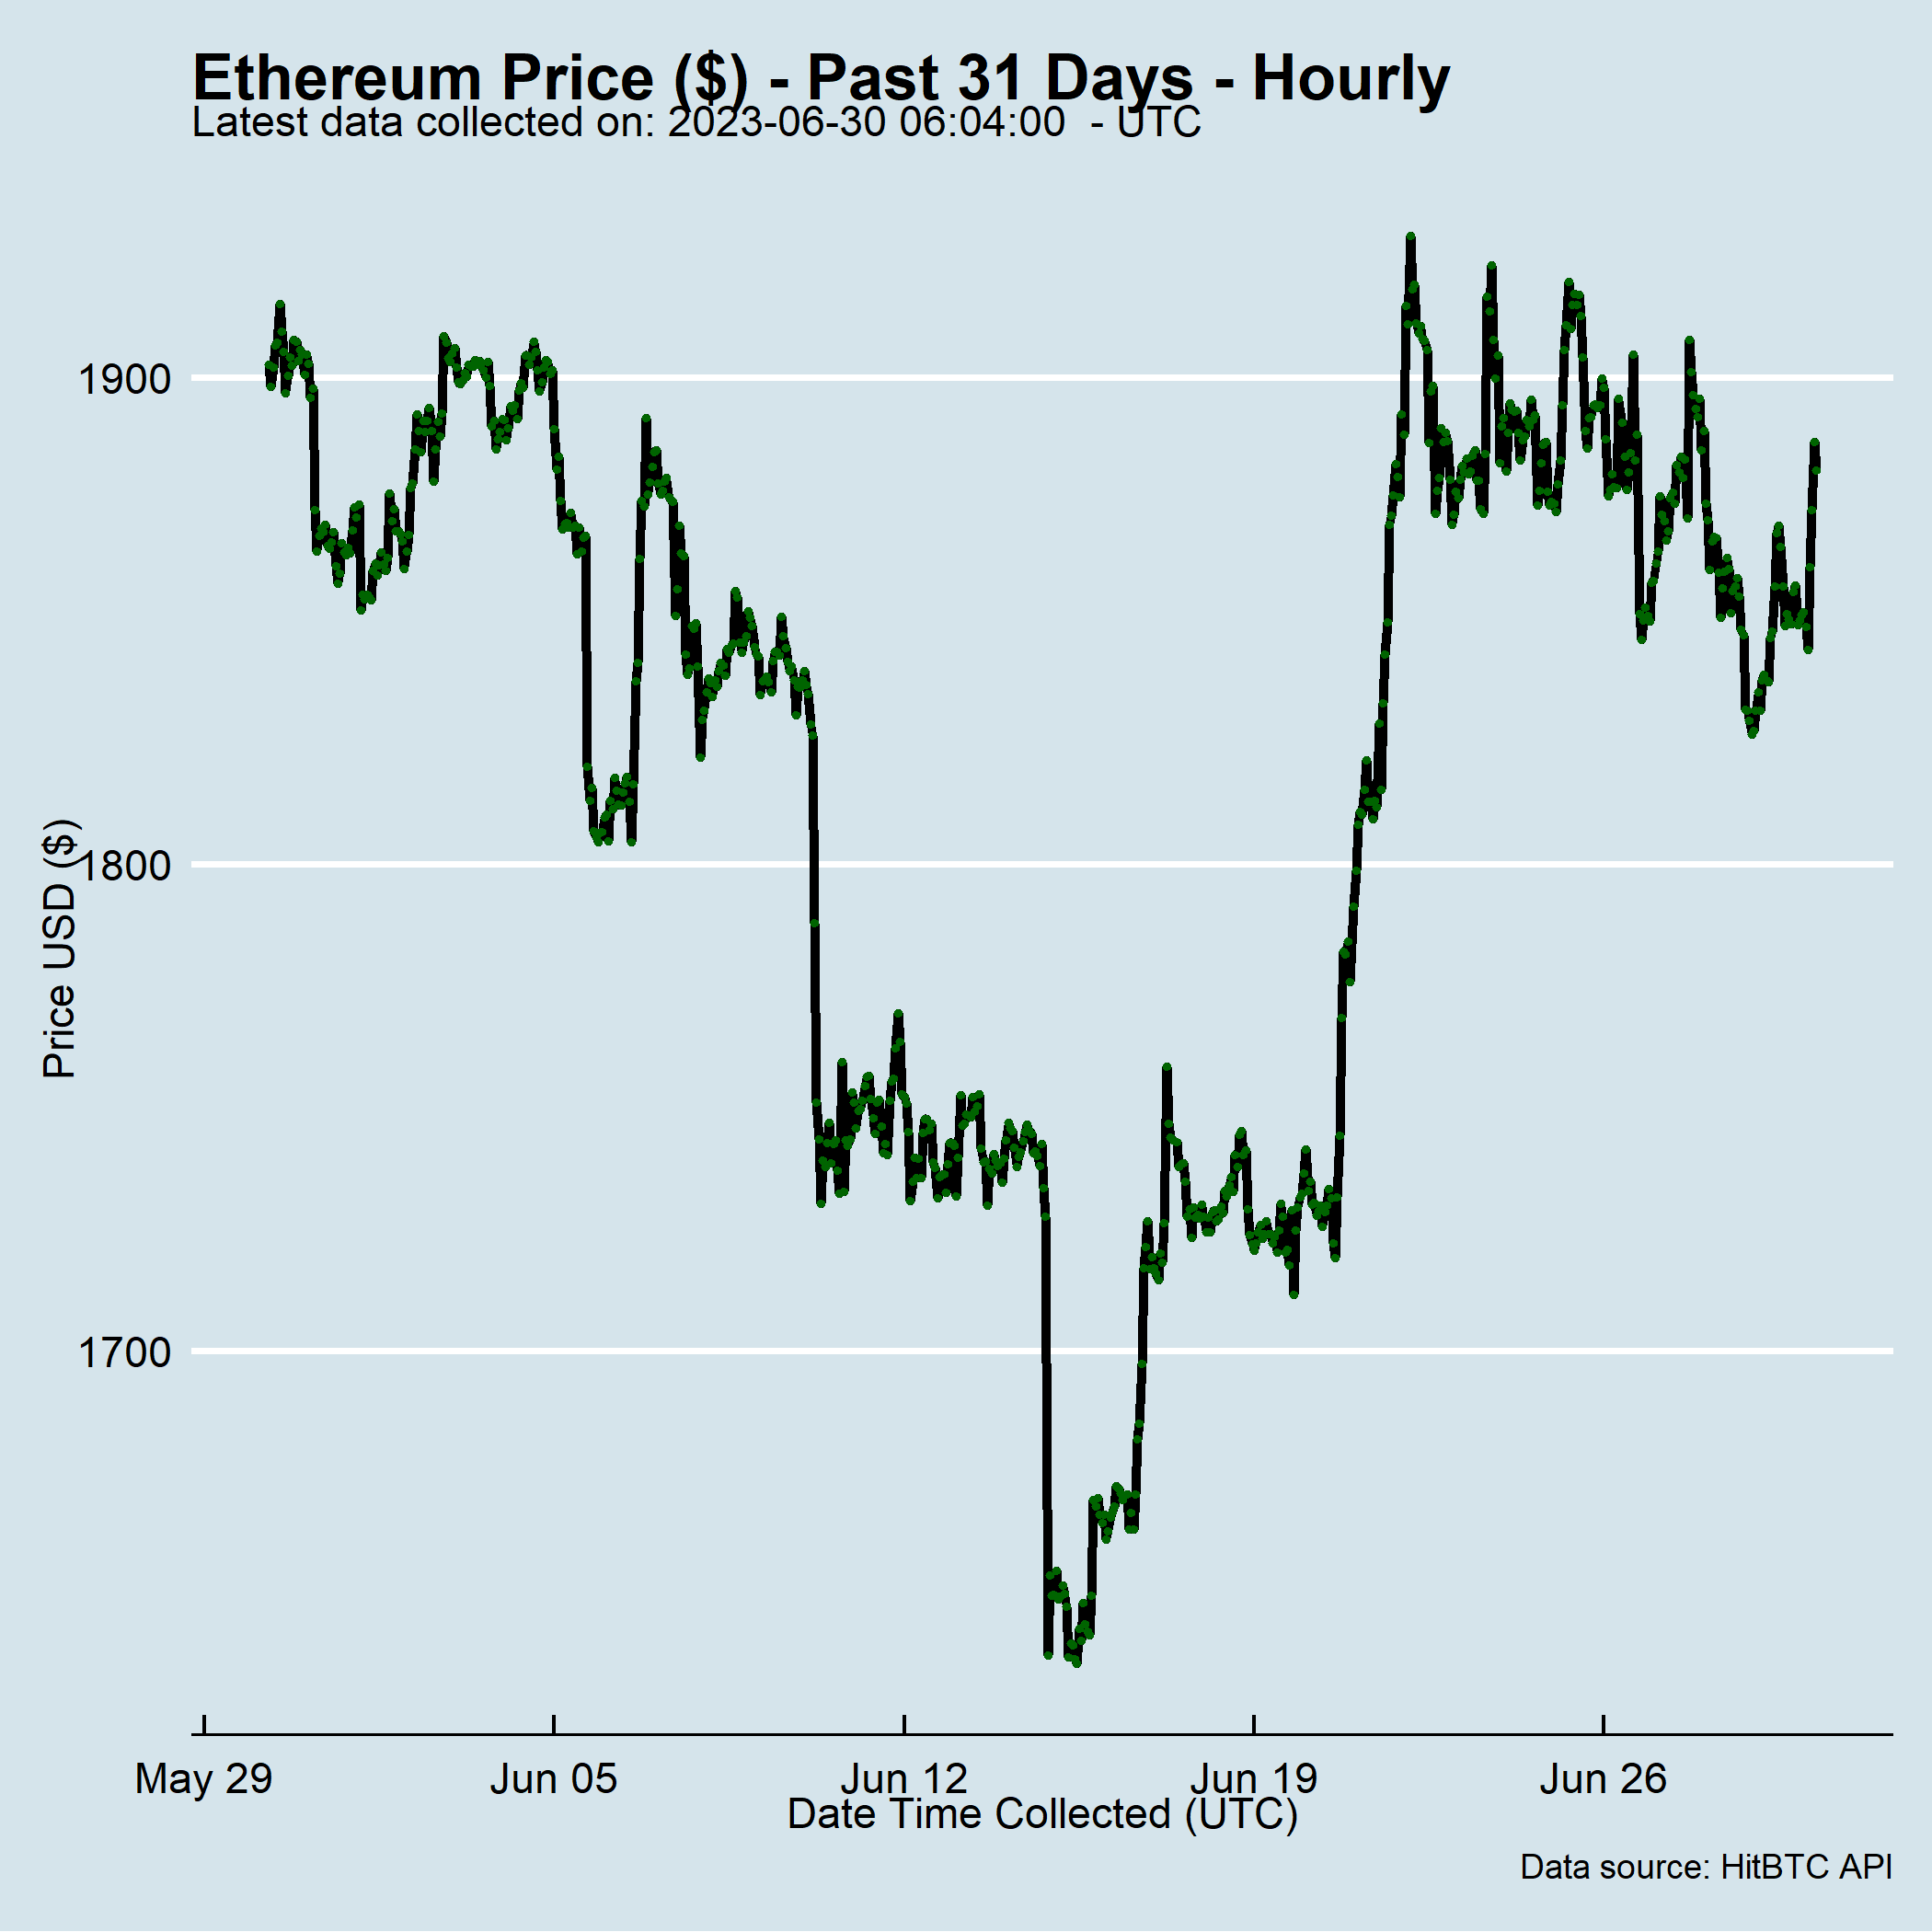 Ethereum Price ($) - Past 31 Days - Hourly
Latest data collected on: 2023-06-30 06:04:00  - UTC
1900
1800
1700
Price USD ($)
May 29
Jun 05
Jun 12
Jun 19
Jun 26
Date Time Collected (UTC)
Data source: HitBTC API